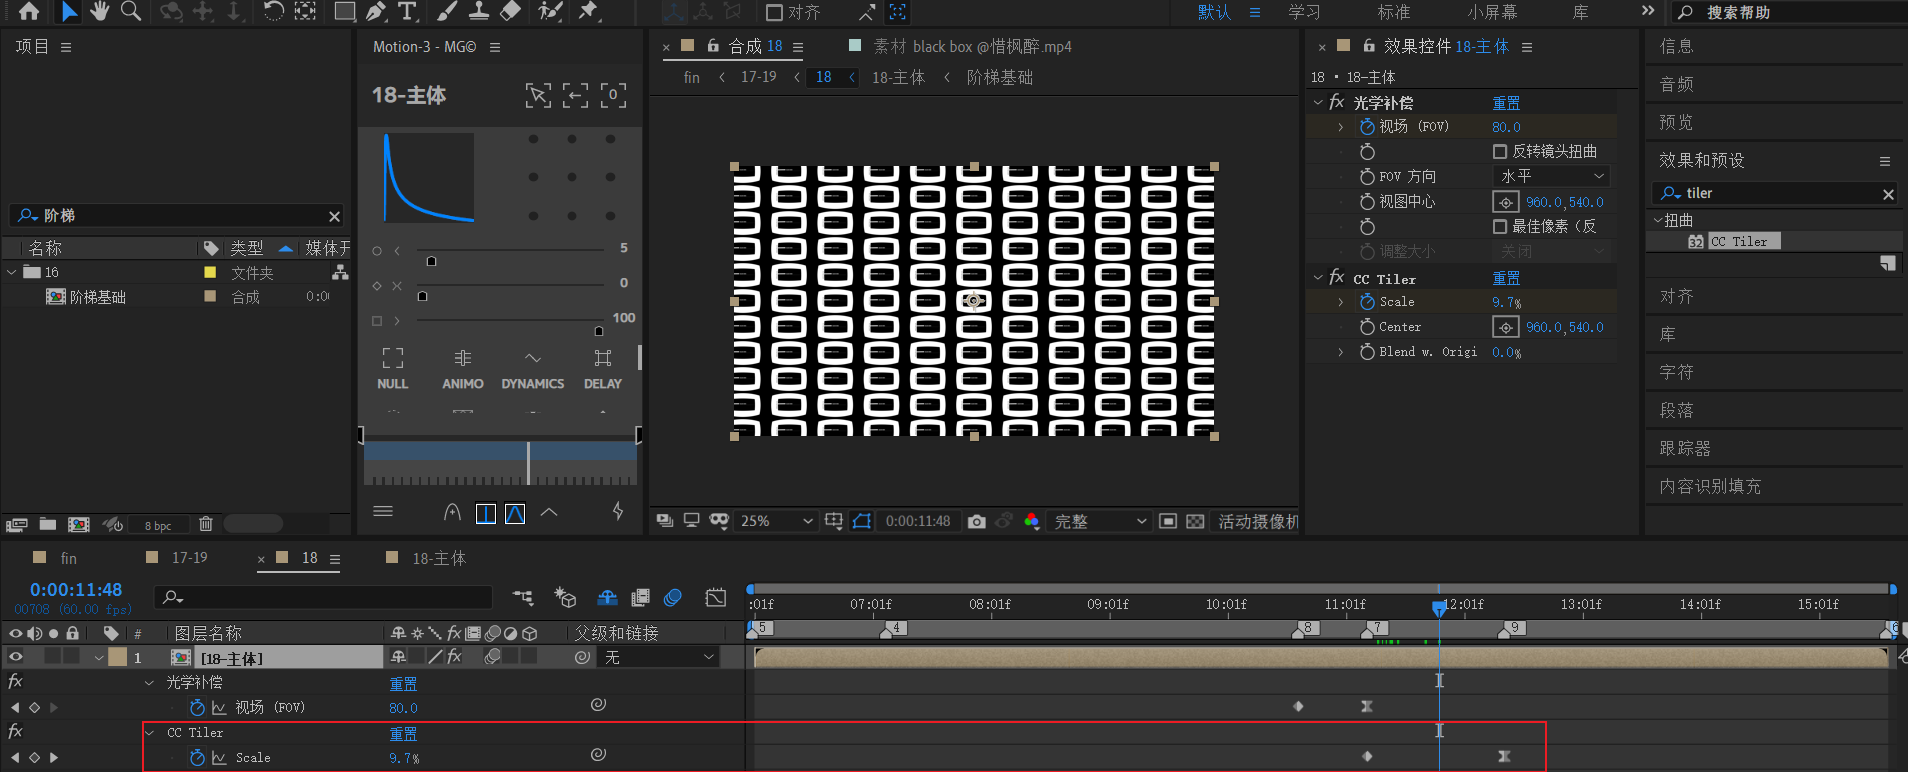 对齐
默认
学习
标准
小屏幕
库
搜索帮助
项目
Motion-3 - MG©
合成 18
素材 black box @惜枫醉.mp4
效果控件 18-主体
信息
fin
17-19
18
18-主体
阶梯基础
18 · 18-主体
音频
18-主体
光学补偿
重置
视场 (FOV)
80.0
预览
反转镜头扭曲
效果和预设
FOV 方向
水平
tiler
阶梯
视图中心
960.0,540.0
扭曲
最佳像素（反
CC Tiler
名称
类型
媒体开
5
调整大小
关闭
16
文件夹
0
CC Tiler
重置
阶梯基础
合成
0:00
Scale
9.7%
对齐
100
Center
960.0,540.0
库
Blend w. Origi
0.0%
NULL
ANIMO
DYNAMICS
DELAY
字符
段落
跟踪器
内容识别填充
8 bpc
25%
0:00:11:48
完整
活动摄像机
fin
17-19
18
18-主体
0:00:11:48
00708 (60.00 fps)
:01f
07:01f
08:01f
09:01f
10:01f
11:01f
12:01f
13:01f
14:01f
15:01f
#
图层名称
父级和链接
5
4
8
7
9
6
1
[18-主体]
无
光学补偿
重置
视场 (FOV)
80.0
CC Tiler
重置
Scale
9.7%